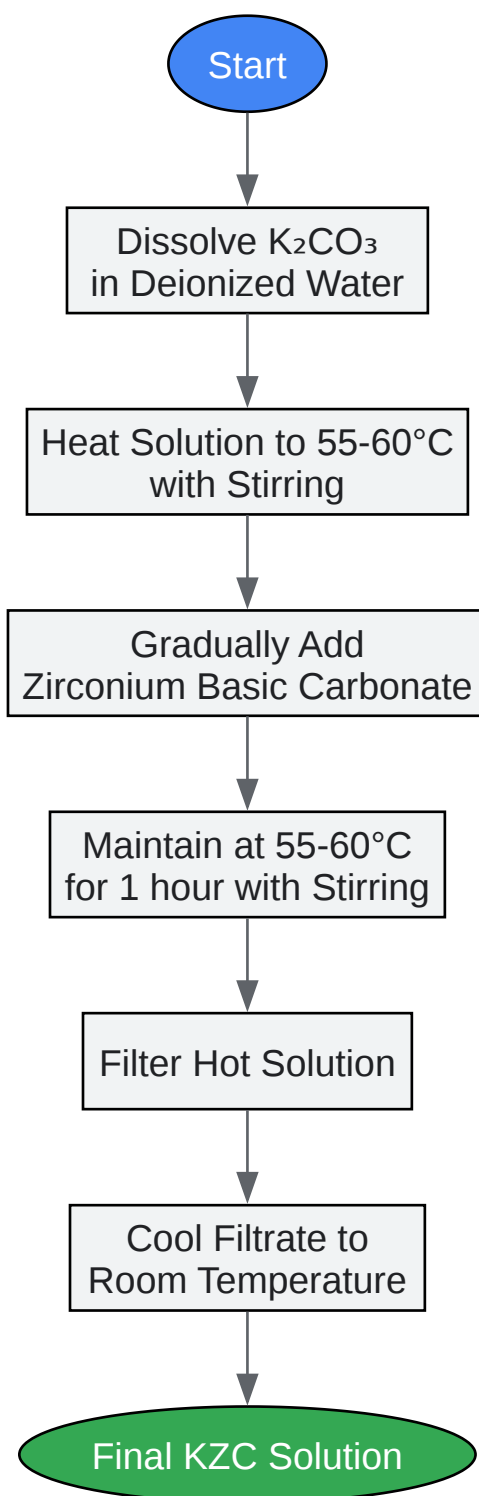 Start
Dissolve K₂CO₃
in Deionized Water
Heat Solution to 55-60°C
with Stirring
Gradually Add
Zirconium Basic Carbonate
Maintain at 55-60°C
for 1 hour with Stirring
Filter Hot Solution
Cool Filtrate to
Room Temperature
Final KZC Solution